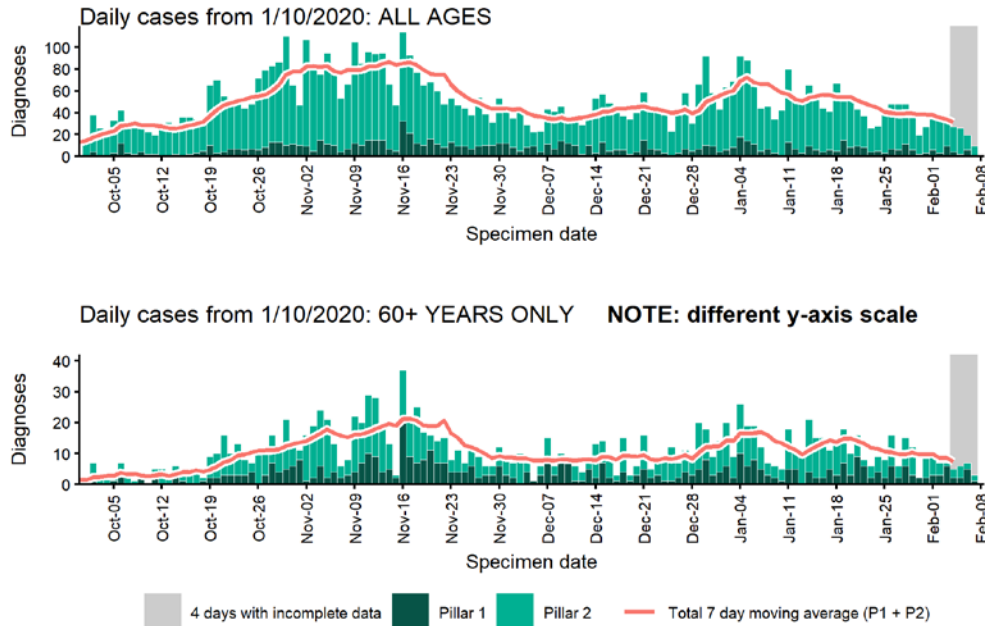 Daily cases from 1/10/2020: ALL AGES
Diagnoses
100
80
60
40
20
0
Oct-05 Oct-12 Oct-19 Oct-26 Nov-02 Nov-09 Nov-16 Nov-23 Nov-30 Dec-07 Dec-14 Dec-21 Dec-28 Jan-04 Jan-11 Jan-18 Jan-25 Feb-01 Feb-08
Specimen date
Daily cases from 1/10/2020: 60+ YEARS ONLY NOTE: different y-axis scale
Diagnoses
40
30
20
10
0
Oct-05 Oct-12 Oct-19 Oct-26 Nov-02 Nov-09 Nov-16 Nov-23 Nov-30 Dec-07 Dec-14 Dec-21 Dec-28 Jan-04 Jan-11 Jan-18 Jan-25 Feb-01 Feb-08
Specimen date
4 days with incomplete data Pillar 1 Pillar 2 Total 7 day moving average (P1 + P2)